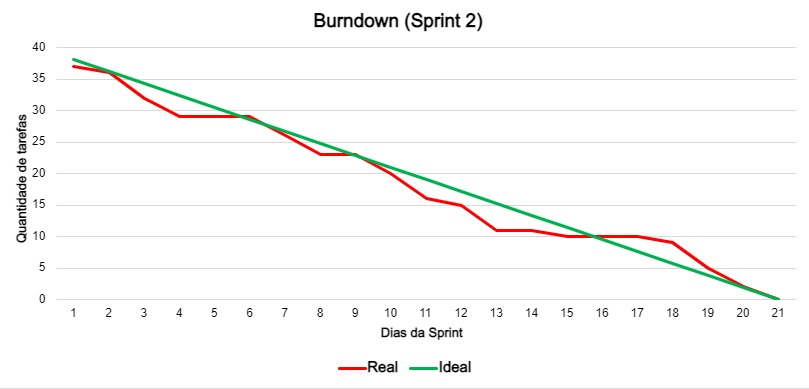 Burndown (Sprint 2)
Quantidade de tarefas
40
35
30
25
20
15
10
5
0
1 2 3 4 5 6 7 8 9 10 11 12 13 14 15 16 17 18 19 20 21
Dias da Sprint
Real Ideal